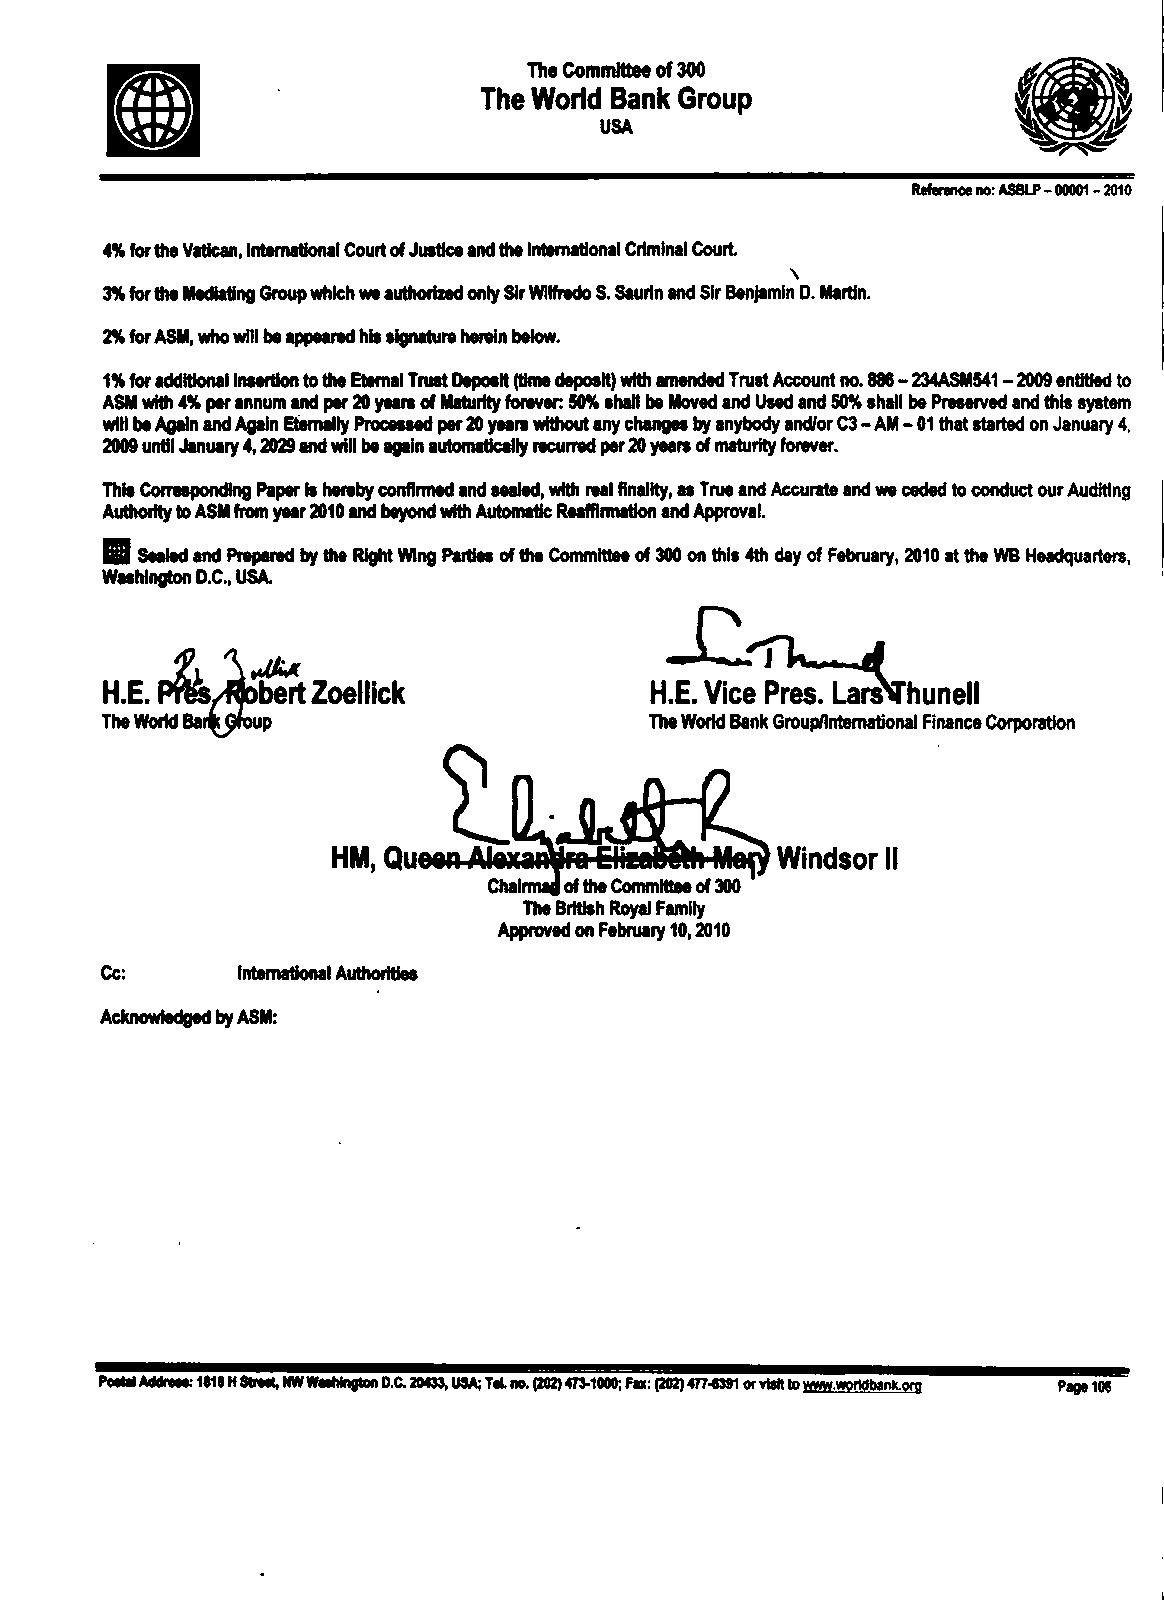 The Committee of 300
The World Bank Group
USA
Reference no: ASBLP – 00001 – 2010
4% for the Vatican, International Court of Justice and the International Criminal Court.
3% for the Mediating Group which we authorized only Sir Wilfredo S. Saurin and Sir Benjamin D. Martin.
2% for ASM, who will be appeared his signature herein below.
1% for additional insertion to the Eternal Trust Deposit (time deposit) with amended Trust Account no. 886 – 234ASM541 – 2009 entitled to
ASM with 4% per annum and per 20 years of Maturity forever: 50% shall be Moved and Used and 50% shall be Preserved and this system
will be Again and Again Eternally Processed per 20 years without any changes by anybody and/or C3 – AM – 01 that started on January 4,
2009 until January 4, 2029 and will be again automatically recurred per 20 years of maturity forever.
This Corresponding Paper is hereby confirmed and sealed, with real finality, as True and Accurate and we ceded to conduct our Auditing
Authority to ASM from year 2010 and beyond with Automatic Reaffirmation and Approval.
Sealed and Prepared by the Right Wing Parties of the Committee of 300 on this 4th day of February, 2010 at the WB Headquarters,
Washington D.C., USA.
H.E. Pres. Robert Zoellick
The World Bank Group
H.E. Vice Pres. Lars Thunell
The World Bank Group/International Finance Corporation
Elizabeth R
HM, Queen Alexandra Elizabeth Mary Windsor II
Chairman of the Committee of 300
The British Royal Family
Approved on February 10, 2010
Cc: International Authorities
Acknowledged by ASM:
Postal Address: 1818 H Street, NW Washington D.C. 20433, USA; Tel. no. (202) 473-1000; Fax: (202) 477-6391 or visit to www.worldbank.org
Page 106